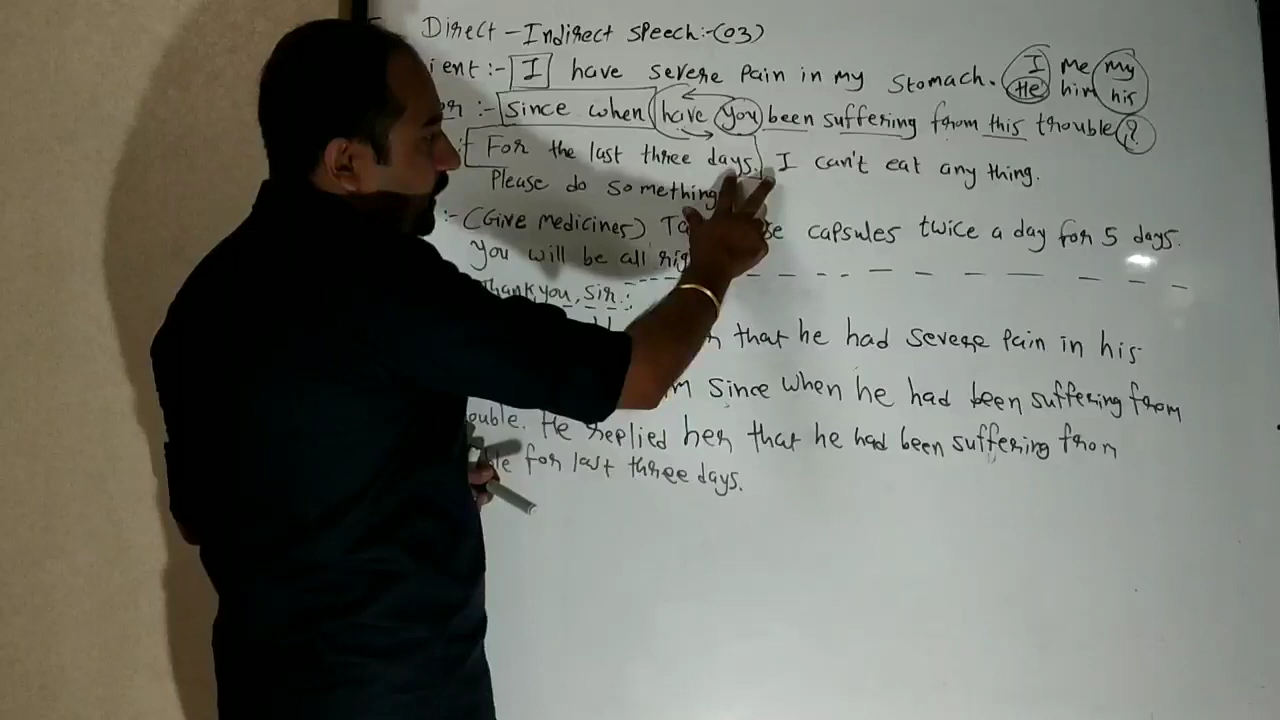 Direct - Indirect speech:-(03)
ient :- I have severe pain in my stomach. I me my
He him his
:- since when have you been suffering from this trouble?
: For the last three days. I can't eat any thing.
Please do something
:- (Give medicines) capsules twice a day for 5 days.
you will be all
Thank you, Sir.:
that he had severe pain in his
since when he had been suffering from
ouble. He replied her that he had been suffering from
for last three days.